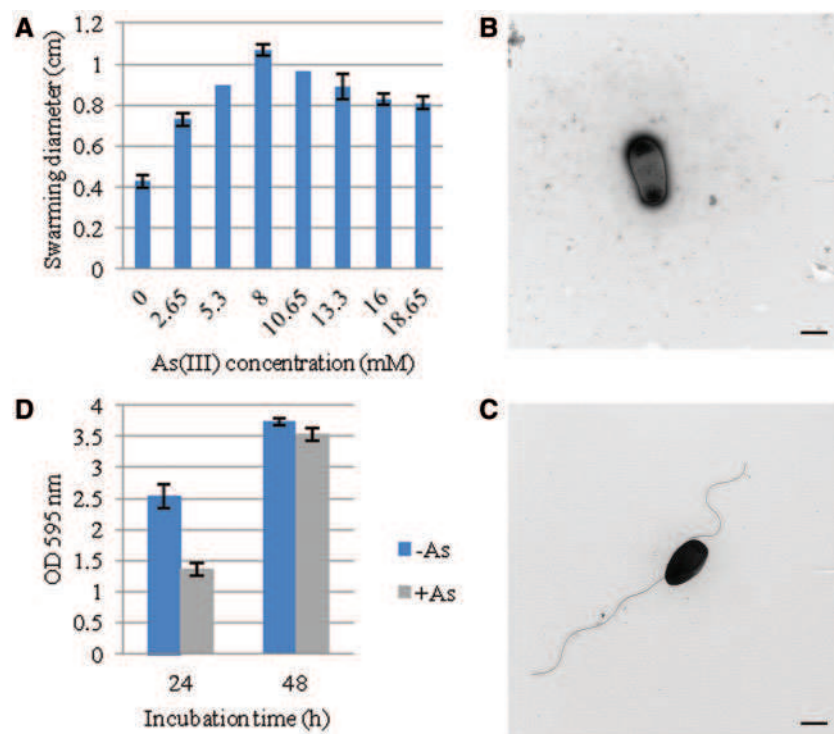 A
Swarming diameter (cm)
1.2
1
0.8
0.6
0.4
0.2
0
0
2.65
5.3
8
10.65
13.3
16
18.65
As(III) concentration (mM)
B
D
OD 595 nm
4
3.5
3
2.5
2
1.5
1
0.5
0
24
48
Incubation time (h)
-As
+As
C